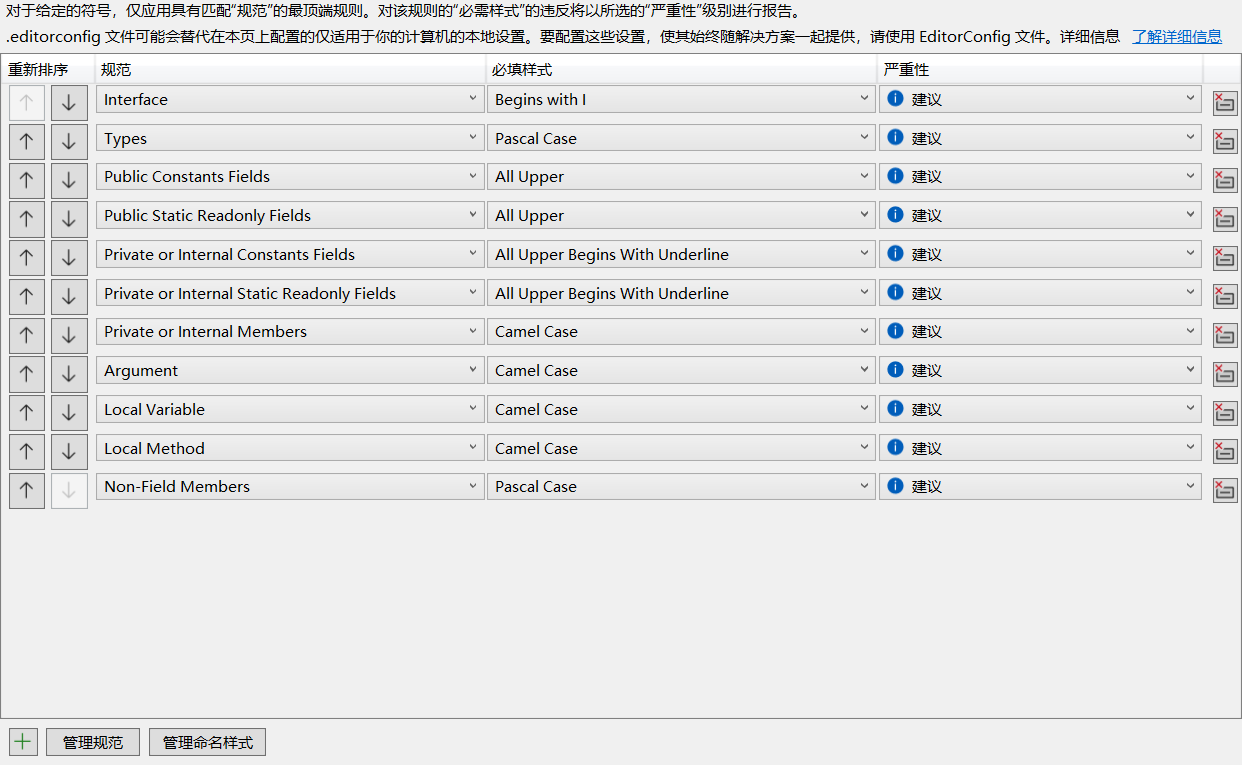 对于给定的符号，仅应用具有匹配“规范”的最顶端规则。对该规则的“必需样式”的违反将以所选的“严重性”级别进行报告。
.editorconfig 文件可能会替代在本页上配置的仅适用于你的计算机的本地设置。要配置这些设置，使其始终随解决方案一起提供，请使用 EditorConfig 文件。详细信息 了解详细信息
重新排序 规范 必填样式 严重性
Interface Begins with I 建议
Types Pascal Case 建议
Public Constants Fields All Upper 建议
Public Static Readonly Fields All Upper 建议
Private or Internal Constants Fields All Upper Begins With Underline 建议
Private or Internal Static Readonly Fields All Upper Begins With Underline 建议
Private or Internal Members Camel Case 建议
Argument Camel Case 建议
Local Variable Camel Case 建议
Local Method Camel Case 建议
Non-Field Members Pascal Case 建议
管理规范 管理命名样式